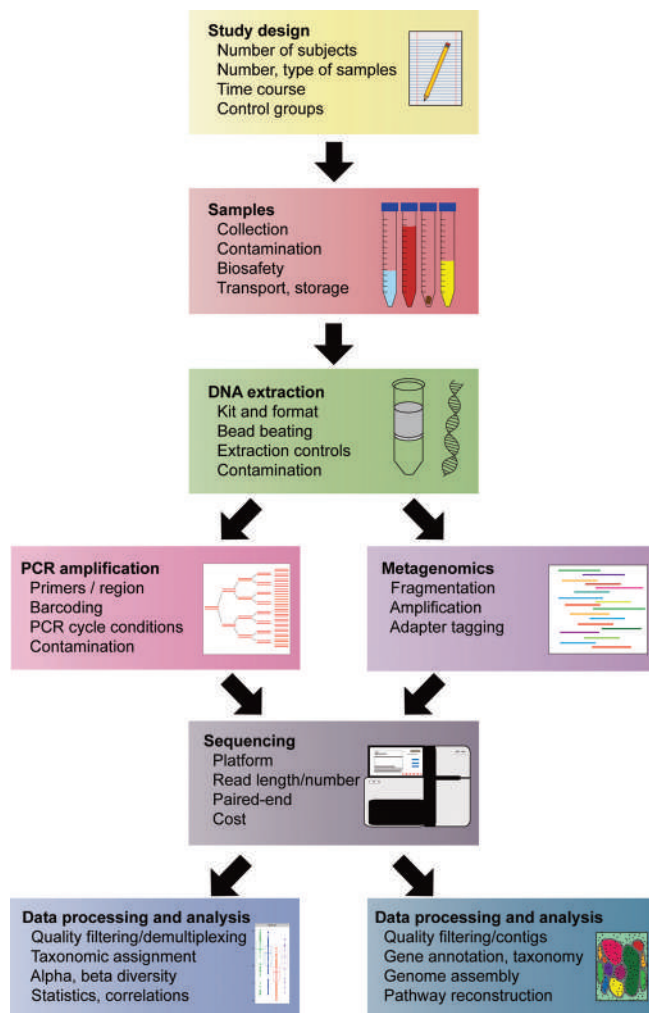 Study design
Number of subjects
Number, type of samples
Time course
Control groups
Samples
Collection
Contamination
Biosafety
Transport, storage
DNA extraction
Kit and format
Bead beating
Extraction controls
Contamination
PCR amplification
Primers / region
Barcoding
PCR cycle conditions
Contamination
Metagenomics
Fragmentation
Amplification
Adapter tagging
Sequencing
Platform
Read length/number
Paired-end
Cost
Data processing and analysis
Quality filtering/demultiplexing
Taxonomic assignment
Alpha, beta diversity
Statistics, correlations
Data processing and analysis
Quality filtering/contigs
Gene annotation, taxonomy
Genome assembly
Pathway reconstruction